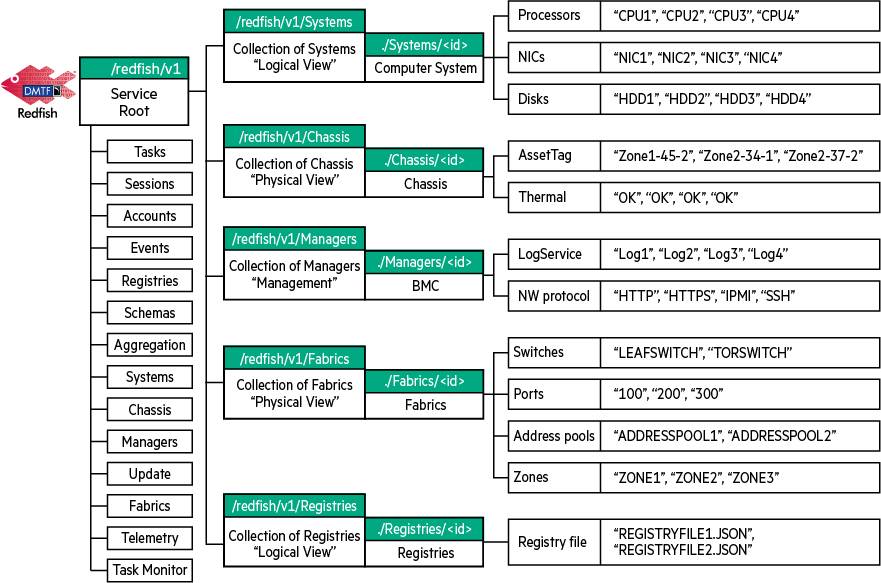 DMTF
Redfish
/redfish/v1
Service
Root
Tasks
Sessions
Accounts
Events
Registries
Schemas
Aggregation
Systems
Chassis
Managers
Update
Fabrics
Telemetry
Task Monitor
/redfish/v1/Systems
Collection of Systems
“Logical View”
./Systems/<id>
Computer System
Processors
“CPU1”, “CPU2”, “CPU3”, “CPU4”
NICs
“NIC1”, “NIC2”, “NIC3”, “NIC4”
Disks
“HDD1”, “HDD2”, “HDD3”, “HDD4”
/redfish/v1/Chassis
Collection of Chassis
“Physical View”
./Chassis/<id>
Chassis
AssetTag
“Zone1-45-2”, “Zone2-34-1”, “Zone2-37-2”
Thermal
“OK”, “OK”, “OK”, “OK”
/redfish/v1/Managers
Collection of Managers
“Management”
./Managers/<id>
BMC
LogService
“Log1”, “Log2”, “Log3”, “Log4”
NW protocol
“HTTP”, “HTTPS”, “IPMI”, “SSH”
/redfish/v1/Fabrics
Collection of Fabrics
“Physical View”
./Fabrics/<id>
Fabrics
Switches
“LEAFSWITCH”, “TORSWITCH”
Ports
“100”, “200”, “300”
Address pools
“ADDRESSPOOL1”, “ADDRESSPOOL2”
Zones
“ZONE1”, “ZONE2”, “ZONE3”
/redfish/v1/Registries
Collection of Registries
“Logical View”
./Registries/<id>
Registries
Registry file
“REGISTRYFILE1.JSON”,
“REGISTRYFILE2.JSON”